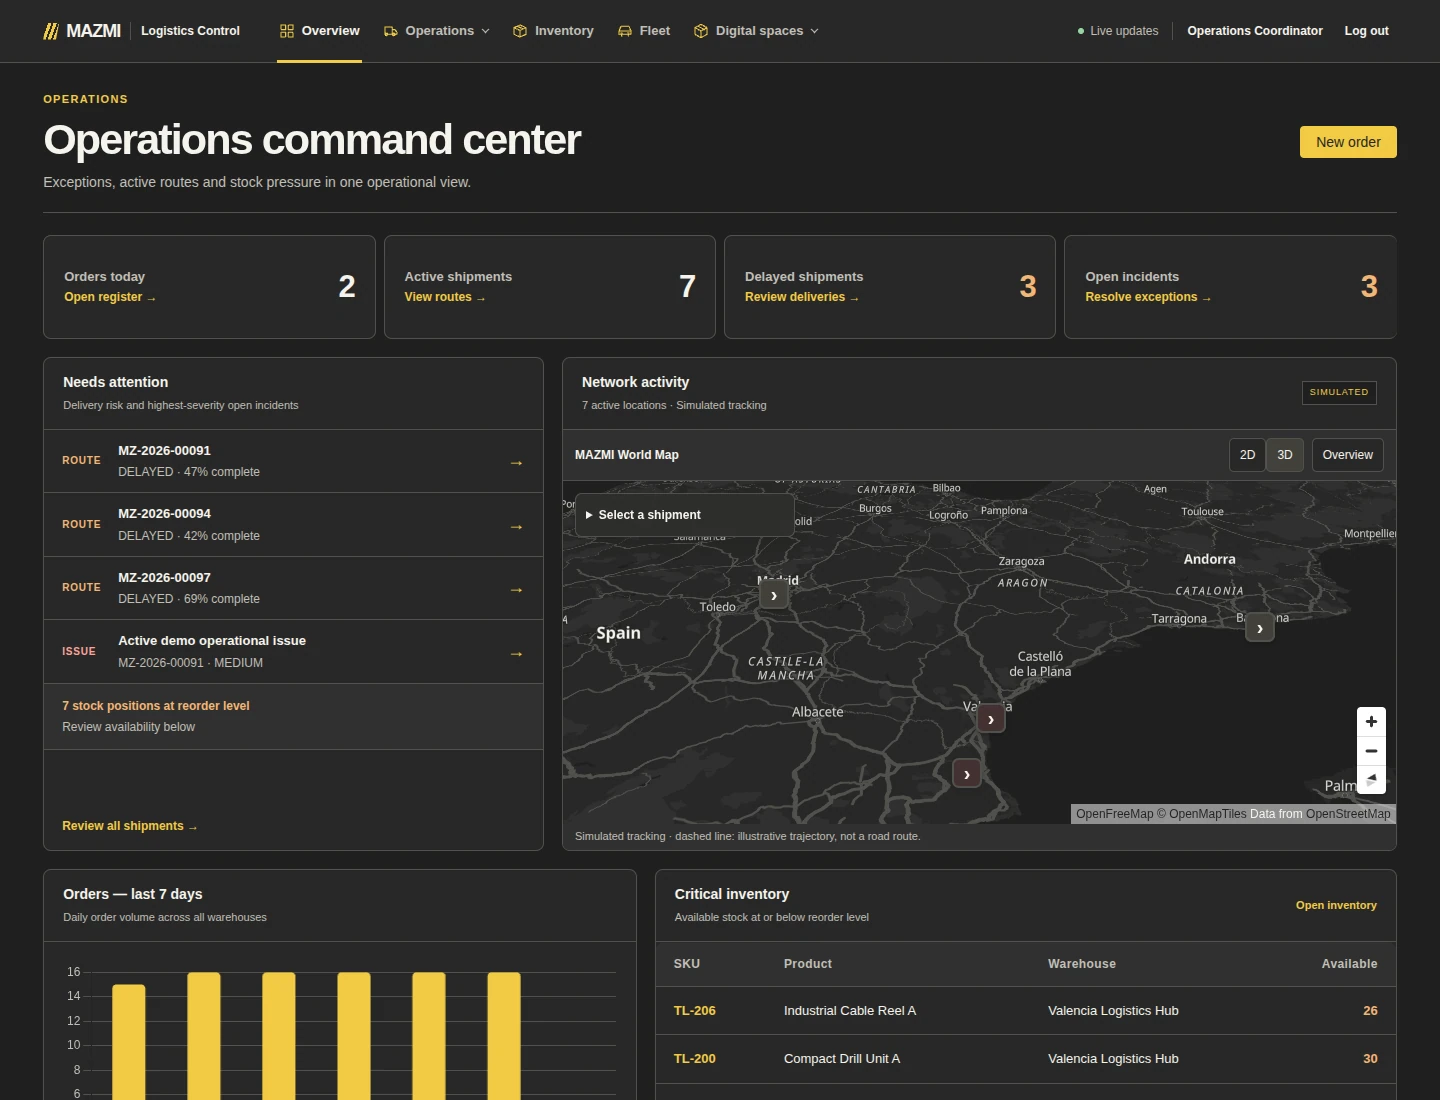 MAZMI
Logistics Control
Overview
Operations
Inventory
Fleet
Digital spaces
Live updates
Operations Coordinator
Log out
OPERATIONS
Operations command center
Exceptions, active routes and stock pressure in one operational view.
New order
Orders today
Open register →
2
Active shipments
View routes →
7
Delayed shipments
Review deliveries →
3
Open incidents
Resolve exceptions →
3
Needs attention
Delivery risk and highest-severity open incidents
ROUTE
MZ-2026-00091
DELAYED · 47% complete
→
ROUTE
MZ-2026-00094
DELAYED · 42% complete
→
ROUTE
MZ-2026-00097
DELAYED · 69% complete
→
ISSUE
Active demo operational issue
MZ-2026-00091 · MEDIUM
→
7 stock positions at reorder level
Review availability below
Review all shipments →
Network activity
7 active locations · Simulated tracking
SIMULATED
MAZMI World Map
2D
3D
Overview
Select a shipment
CANTABRIA
Bilbao
Agen
Burgos
Logroño
Pamplona
Toulouse
Montpellier
Zaragoza
Andorra
ARAGON
CATALONIA
Toledo
Tarragona
Spain
CASTILE-LA
MANCHA
Castelló
de la Plana
Albacete
OpenFreeMap © OpenMapTiles Data from OpenStreetMap
Simulated tracking · dashed line: illustrative trajectory, not a road route.
Orders — last 7 days
Daily order volume across all warehouses
16
14
12
10
8
6
Critical inventory
Available stock at or below reorder level
Open inventory
SKU Product Warehouse Available
TL-206 Industrial Cable Reel A Valencia Logistics Hub 26
TL-200 Compact Drill Unit A Valencia Logistics Hub 30